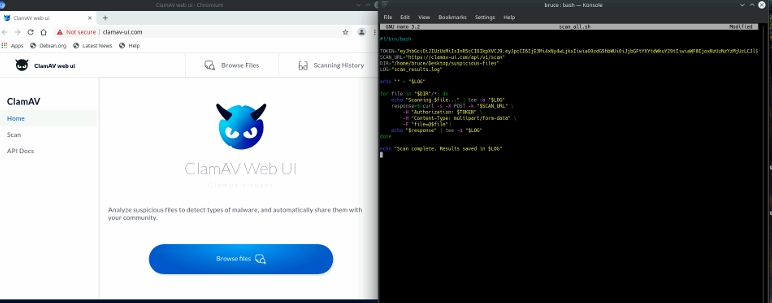 ClamAV Web UI - Chromium
ClamAV Web UI
Not secure
clamav-ui.com
Apps
Debian.org
Latest News
Help
ClamAV web ui
Browse Files
Scanning History
ClamAV
Home
Scan
API Docs
ClamAV Web UI
Analyze suspicious files to detect types of malware, and automatically share them with
your community.
Browse files
bruce : bash — Konsole
File Edit View Bookmarks Settings Help
GNU nano 3.2 scan_all.sh Modified
#!/bin/bash
SCAN_URL="https://clamav-ui.com/api/v1/scan"
DIR="/home/bruce/Desktop/suspicious-files"
LOG="scan_results.log"
echo "" > "$LOG"
for file in "$DIR"/*; do
echo "Scanning $file..." | tee -a "$LOG"
response=$(curl -s -X POST -k "$SCAN_URL" \
-H "Authorization: $TOKEN" \
-H "Content-Type: multipart/form-data" \
-F "file=@$file")
echo "$response" | tee -a "$LOG"
done
echo "Scan complete. Results saved in $LOG"